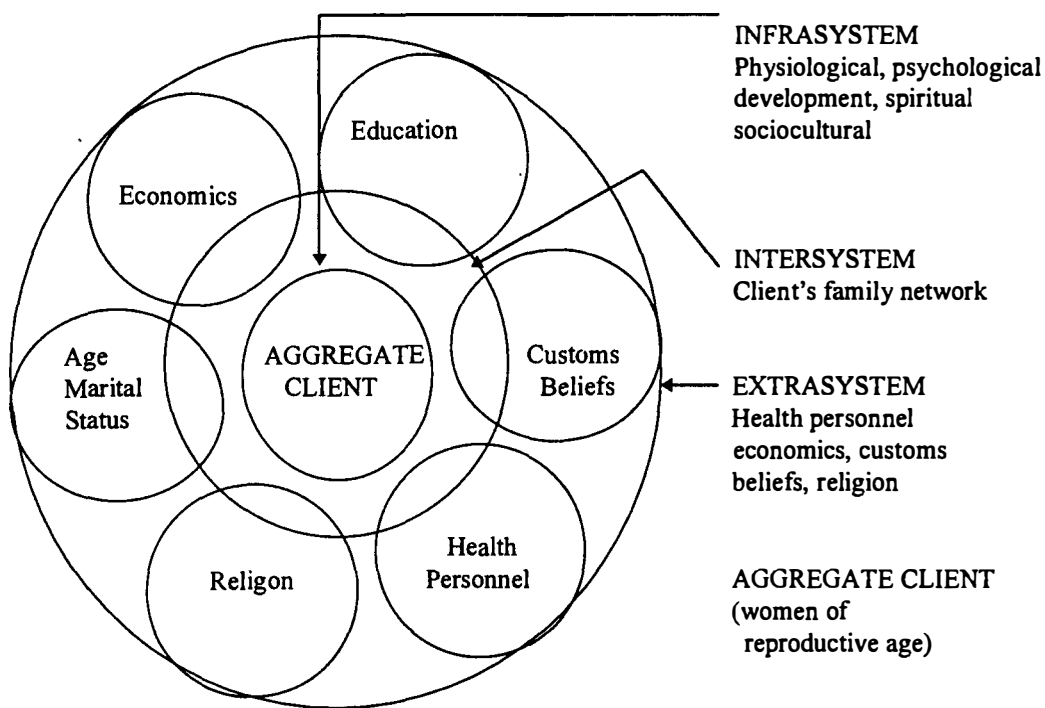 INFRASYSTEM
Physiological, psychological
development, spiritual
sociocultural
Education
Economics
INTERSYSTEM
Client's family network
AGGREGATE
CLIENT
Customs
Beliefs
Age
Marital
Status
EXTRASYSTEM
Health personnel
economics, customs
beliefs, religion
Health
Personnel
Religon
AGGREGATE CLIENT
(women of
reproductive age)